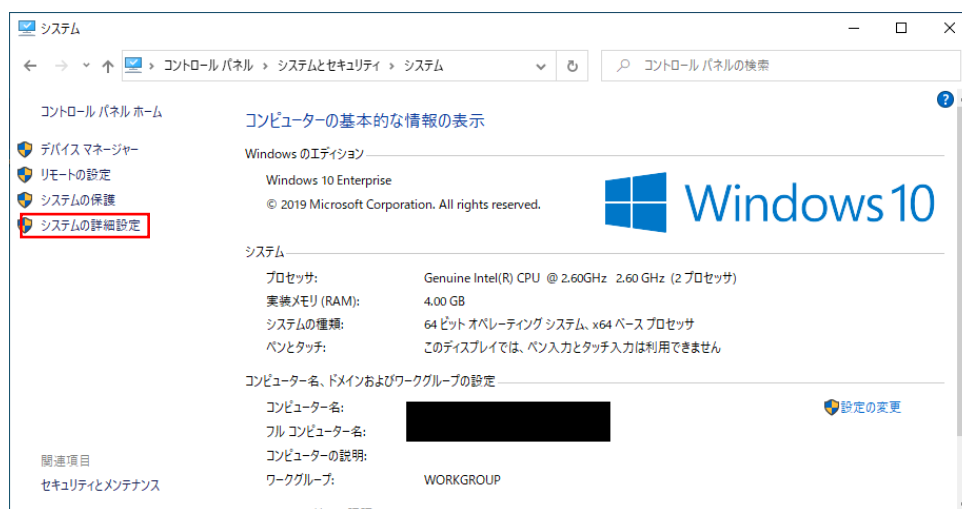 システム
コントロール パネル › システムとセキュリティ › システム
コントロール パネルの検索
コントロール パネル ホーム
デバイス マネージャー
リモートの設定
システムの保護
システムの詳細設定
コンピューターの基本的な情報の表示
Windows のエディション
Windows 10 Enterprise
© 2019 Microsoft Corporation. All rights reserved.
Windows 10
システム
プロセッサ: Genuine Intel(R) CPU @ 2.60GHz 2.60 GHz (2 プロセッサ)
実装メモリ (RAM): 4.00 GB
システムの種類: 64 ビット オペレーティング システム、x64 ベース プロセッサ
ペンとタッチ: このディスプレイでは、ペン入力とタッチ入力は利用できません
コンピューター名、ドメインおよびワークグループの設定
コンピューター名:
設定の変更
フル コンピューター名:
コンピューターの説明:
ワークグループ: WORKGROUP
関連項目
セキュリティとメンテナンス